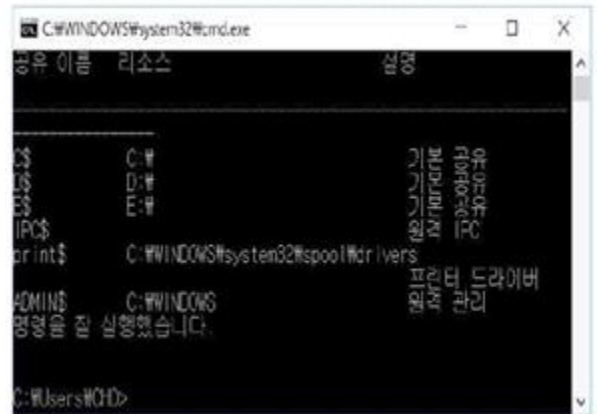 C:₩WINDOWS₩system32₩cmd.exe
공유 이름 리소스 설명
C$ C:₩ 기본 공유
D$ D:₩ 기본 공유
E$ E:₩ 기본 공유
IPC$ 원격 IPC
print$ C:₩WINDOWS₩system32₩spool₩drivers
프린터 드라이버
ADMIN$ C:₩WINDOWS 원격 관리
명령을 잘 실행했습니다.
C:₩Users₩CHD>